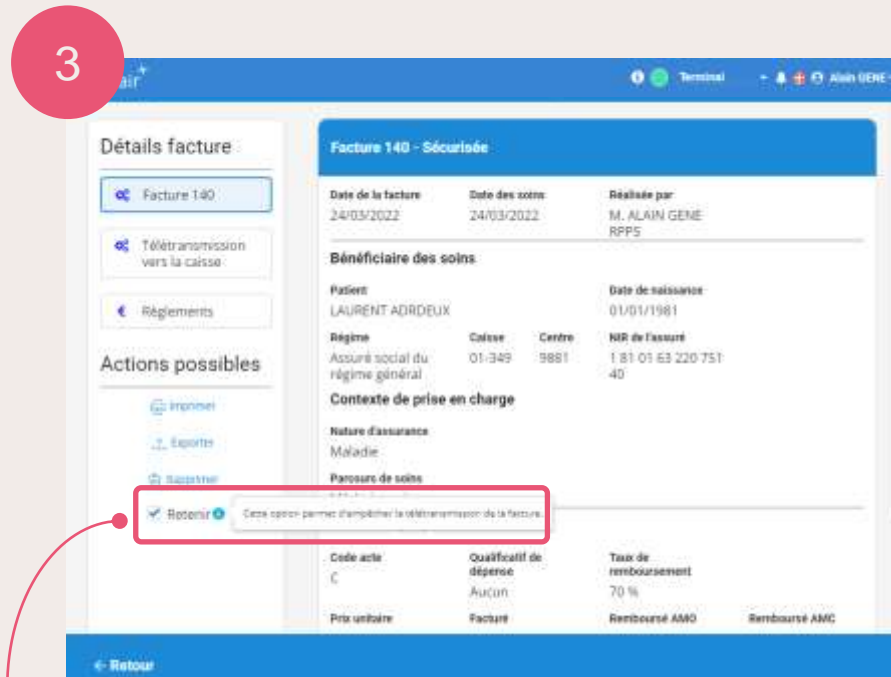 3
air+
Terminal
Alain GENE
Détails facture
Facture 140
Télétransmission
vers la caisse
Règlements
Actions possibles
Imprimer
Exporter
Supprimer
Retenir
Cette option permet d'empêcher la télétransmission de la facture.
Facture 140 - Sécurisée
Date de la facture
Date des soins
Réalisée par
24/03/2022
24/03/2022
M. ALAIN GENE
RPPS
Bénéficiaire des soins
Patient
Date de naissance
LAURENT ADRDEUX
01/01/1981
Régime
Caisse
Centre
NIR de l'assuré
Assuré social du
régime général
01-349
9881
1 81 01 63 220 751
40
Contexte de prise en charge
Nature d'assurance
Maladie
Parcours de soins
Code acte
Qualificatif de
dépense
Taux de
remboursement
C
Aucun
70 %
Prix unitaire
Facturé
Remboursé AMO
Remboursé AMC
← Retour